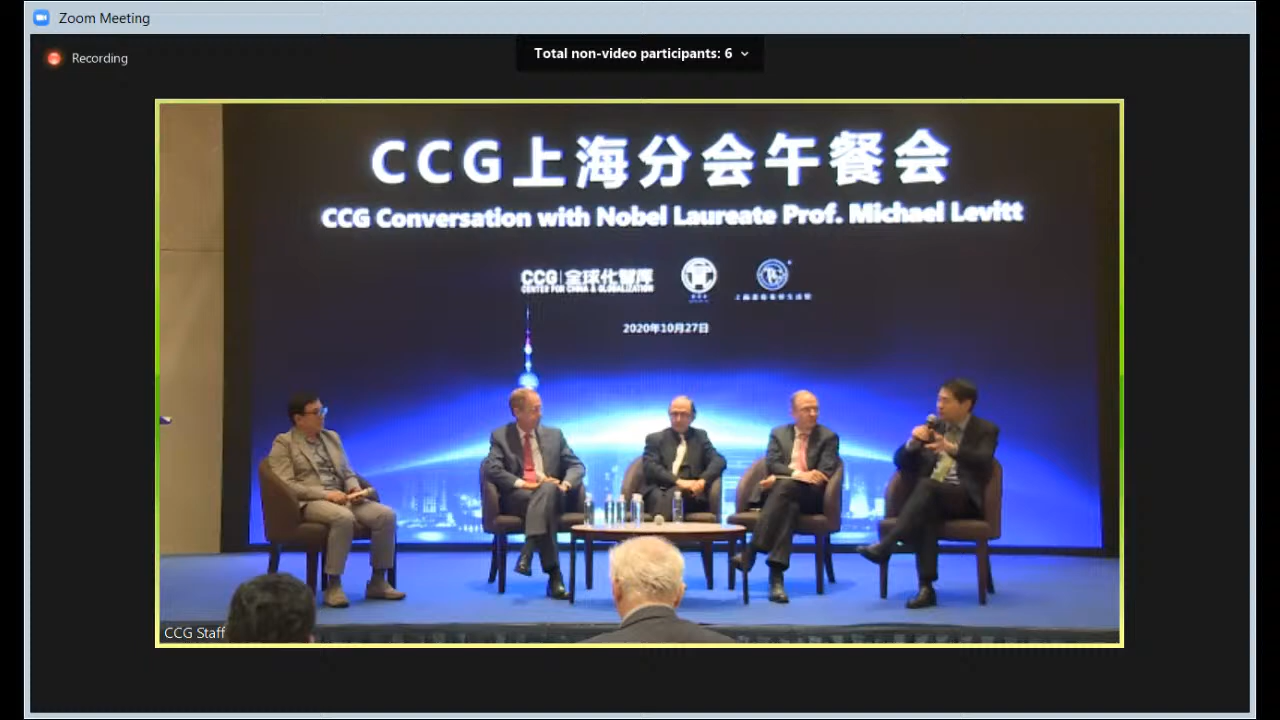 Zoom Meeting
Recording
Total non-video participants: 6
CCG上海分会午餐会
CCG Conversation with Nobel Laureate Prof. Michael Levitt
CCG 全球化智库
CENTER FOR CHINA & GLOBALIZATION
2020年10月27日
CCG Staff